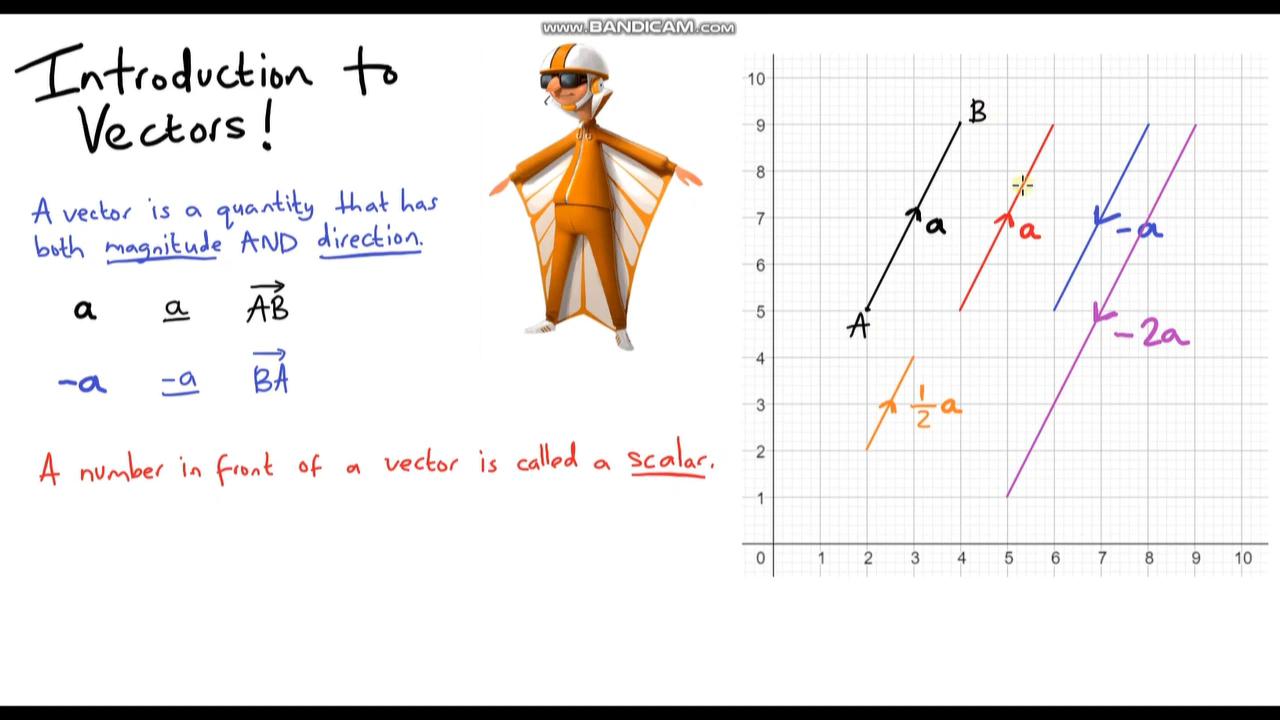 www.BANDICAM.com
Introduction to
Vectors!
A vector is a quantity that has
both magnitude AND direction.
a a AB
-a -a BA
A number in front of a vector is called a scalar.
10
9
8
7
6
5
4
3
2
1
0 1 2 3 4 5 6 7 8 9 10
B
a
A
a
-a
-2a
1/2 a